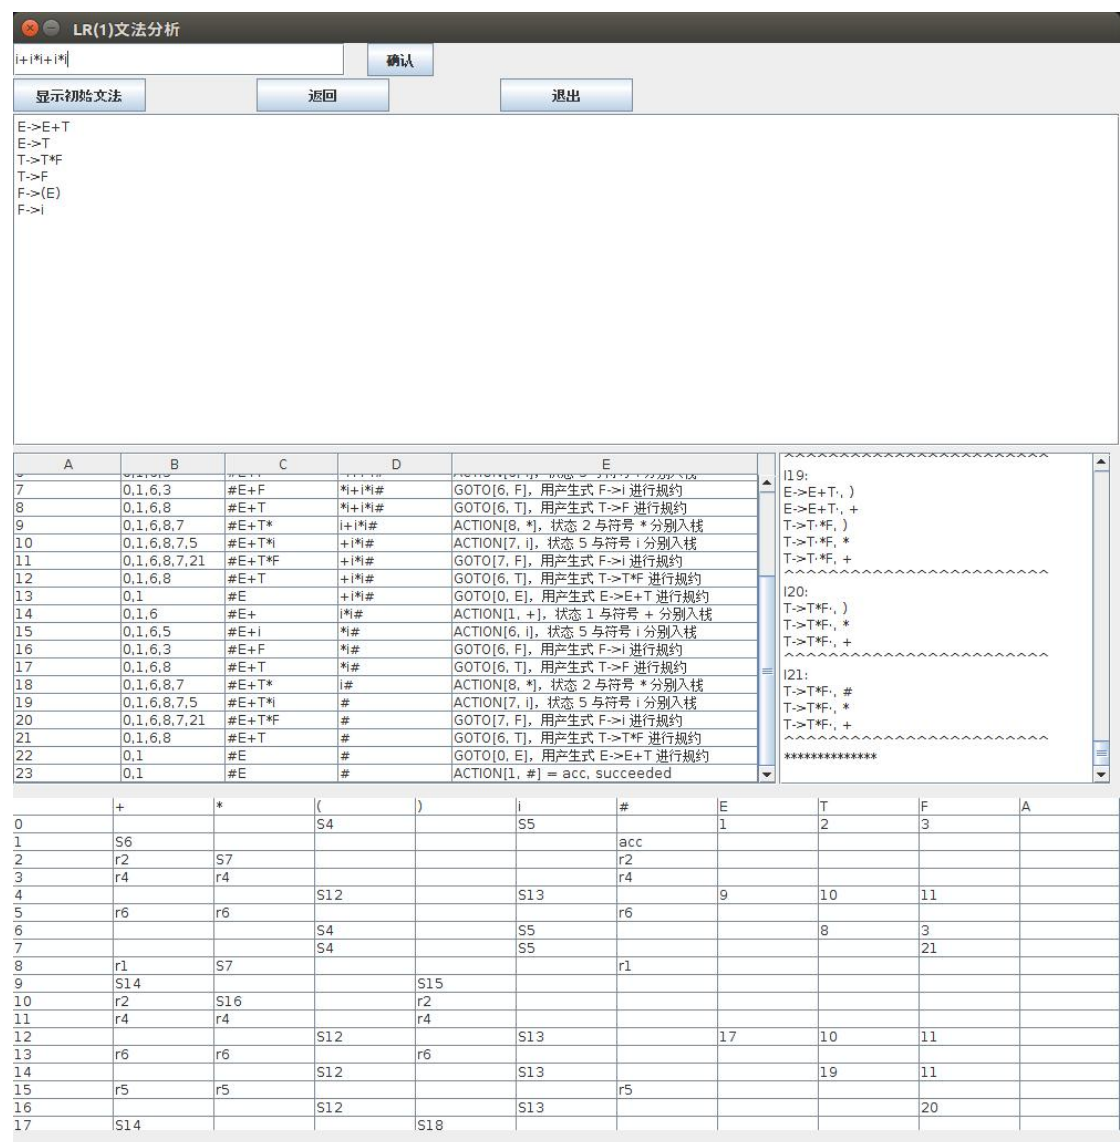 LR(1)文法分析
i+i*i+i*i 确认
显示初始文法 返回 退出
E->E+T
E->T
T->T*F
T->F
F->(E)
F->i
A B C D E
7 0,1,6,3 #E+F *i+i*i# GOTO[6, F]，用产生式 F->i 进行规约
8 0,1,6,8 #E+T *i+i*i# GOTO[6, T]，用产生式 T->F 进行规约
9 0,1,6,8,7 #E+T* i+i*i# ACTION[8, *]，状态 2 与符号 * 分别入栈
10 0,1,6,8,7,5 #E+T*i +i*i# ACTION[7, i]，状态 5 与符号 i 分别入栈
11 0,1,6,8,7,21 #E+T*F +i*i# GOTO[7, F]，用产生式 F->i 进行规约
12 0,1,6,8 #E+T +i*i# GOTO[6, T]，用产生式 T->T*F 进行规约
13 0,1 #E +i*i# GOTO[0, E]，用产生式 E->E+T 进行规约
14 0,1,6 #E+ i*i# ACTION[1, +]，状态 1 与符号 + 分别入栈
15 0,1,6,5 #E+i *i# ACTION[6, i]，状态 5 与符号 i 分别入栈
16 0,1,6,3 #E+F *i# GOTO[6, F]，用产生式 F->i 进行规约
17 0,1,6,8 #E+T *i# GOTO[6, T]，用产生式 T->F 进行规约
18 0,1,6,8,7 #E+T* i# ACTION[8, *]，状态 2 与符号 * 分别入栈
19 0,1,6,8,7,5 #E+T*i # ACTION[7, i]，状态 5 与符号 i 分别入栈
20 0,1,6,8,7,21 #E+T*F # GOTO[7, F]，用产生式 F->i 进行规约
21 0,1,6,8 #E+T # GOTO[6, T]，用产生式 T->T*F 进行规约
22 0,1 #E # GOTO[0, E]，用产生式 E->E+T 进行规约
23 0,1 #E # ACTION[1, #] = acc, succeeded
^^^^^^^^^^^^^^^^^^^^^^^^
I19:
E->E+T·, )
E->E+T·, +
T->T·*F, )
T->T·*F, *
T->T·*F, +
^^^^^^^^^^^^^^^^^^^^^^^^
I20:
T->T*F·, )
T->T*F·, *
T->T*F·, +
^^^^^^^^^^^^^^^^^^^^^^^^
I21:
T->T*F·, #
T->T*F·, *
T->T*F·, +
^^^^^^^^^^^^^^^^^^^^^^^^
**************
+ * ( ) i # E T F A
0 S4 S5 1 2 3
1 S6 acc
2 r2 S7 r2
3 r4 r4 r4
4 S12 S13 9 10 11
5 r6 r6 r6
6 S4 S5 8 3
7 S4 S5 21
8 r1 S7 r1
9 S14 S15
10 r2 S16 r2
11 r4 r4 r4
12 S12 S13 17 10 11
13 r6 r6 r6
14 S12 S13 19 11
15 r5 r5 r5
16 S12 S13 20
17 S14 S18